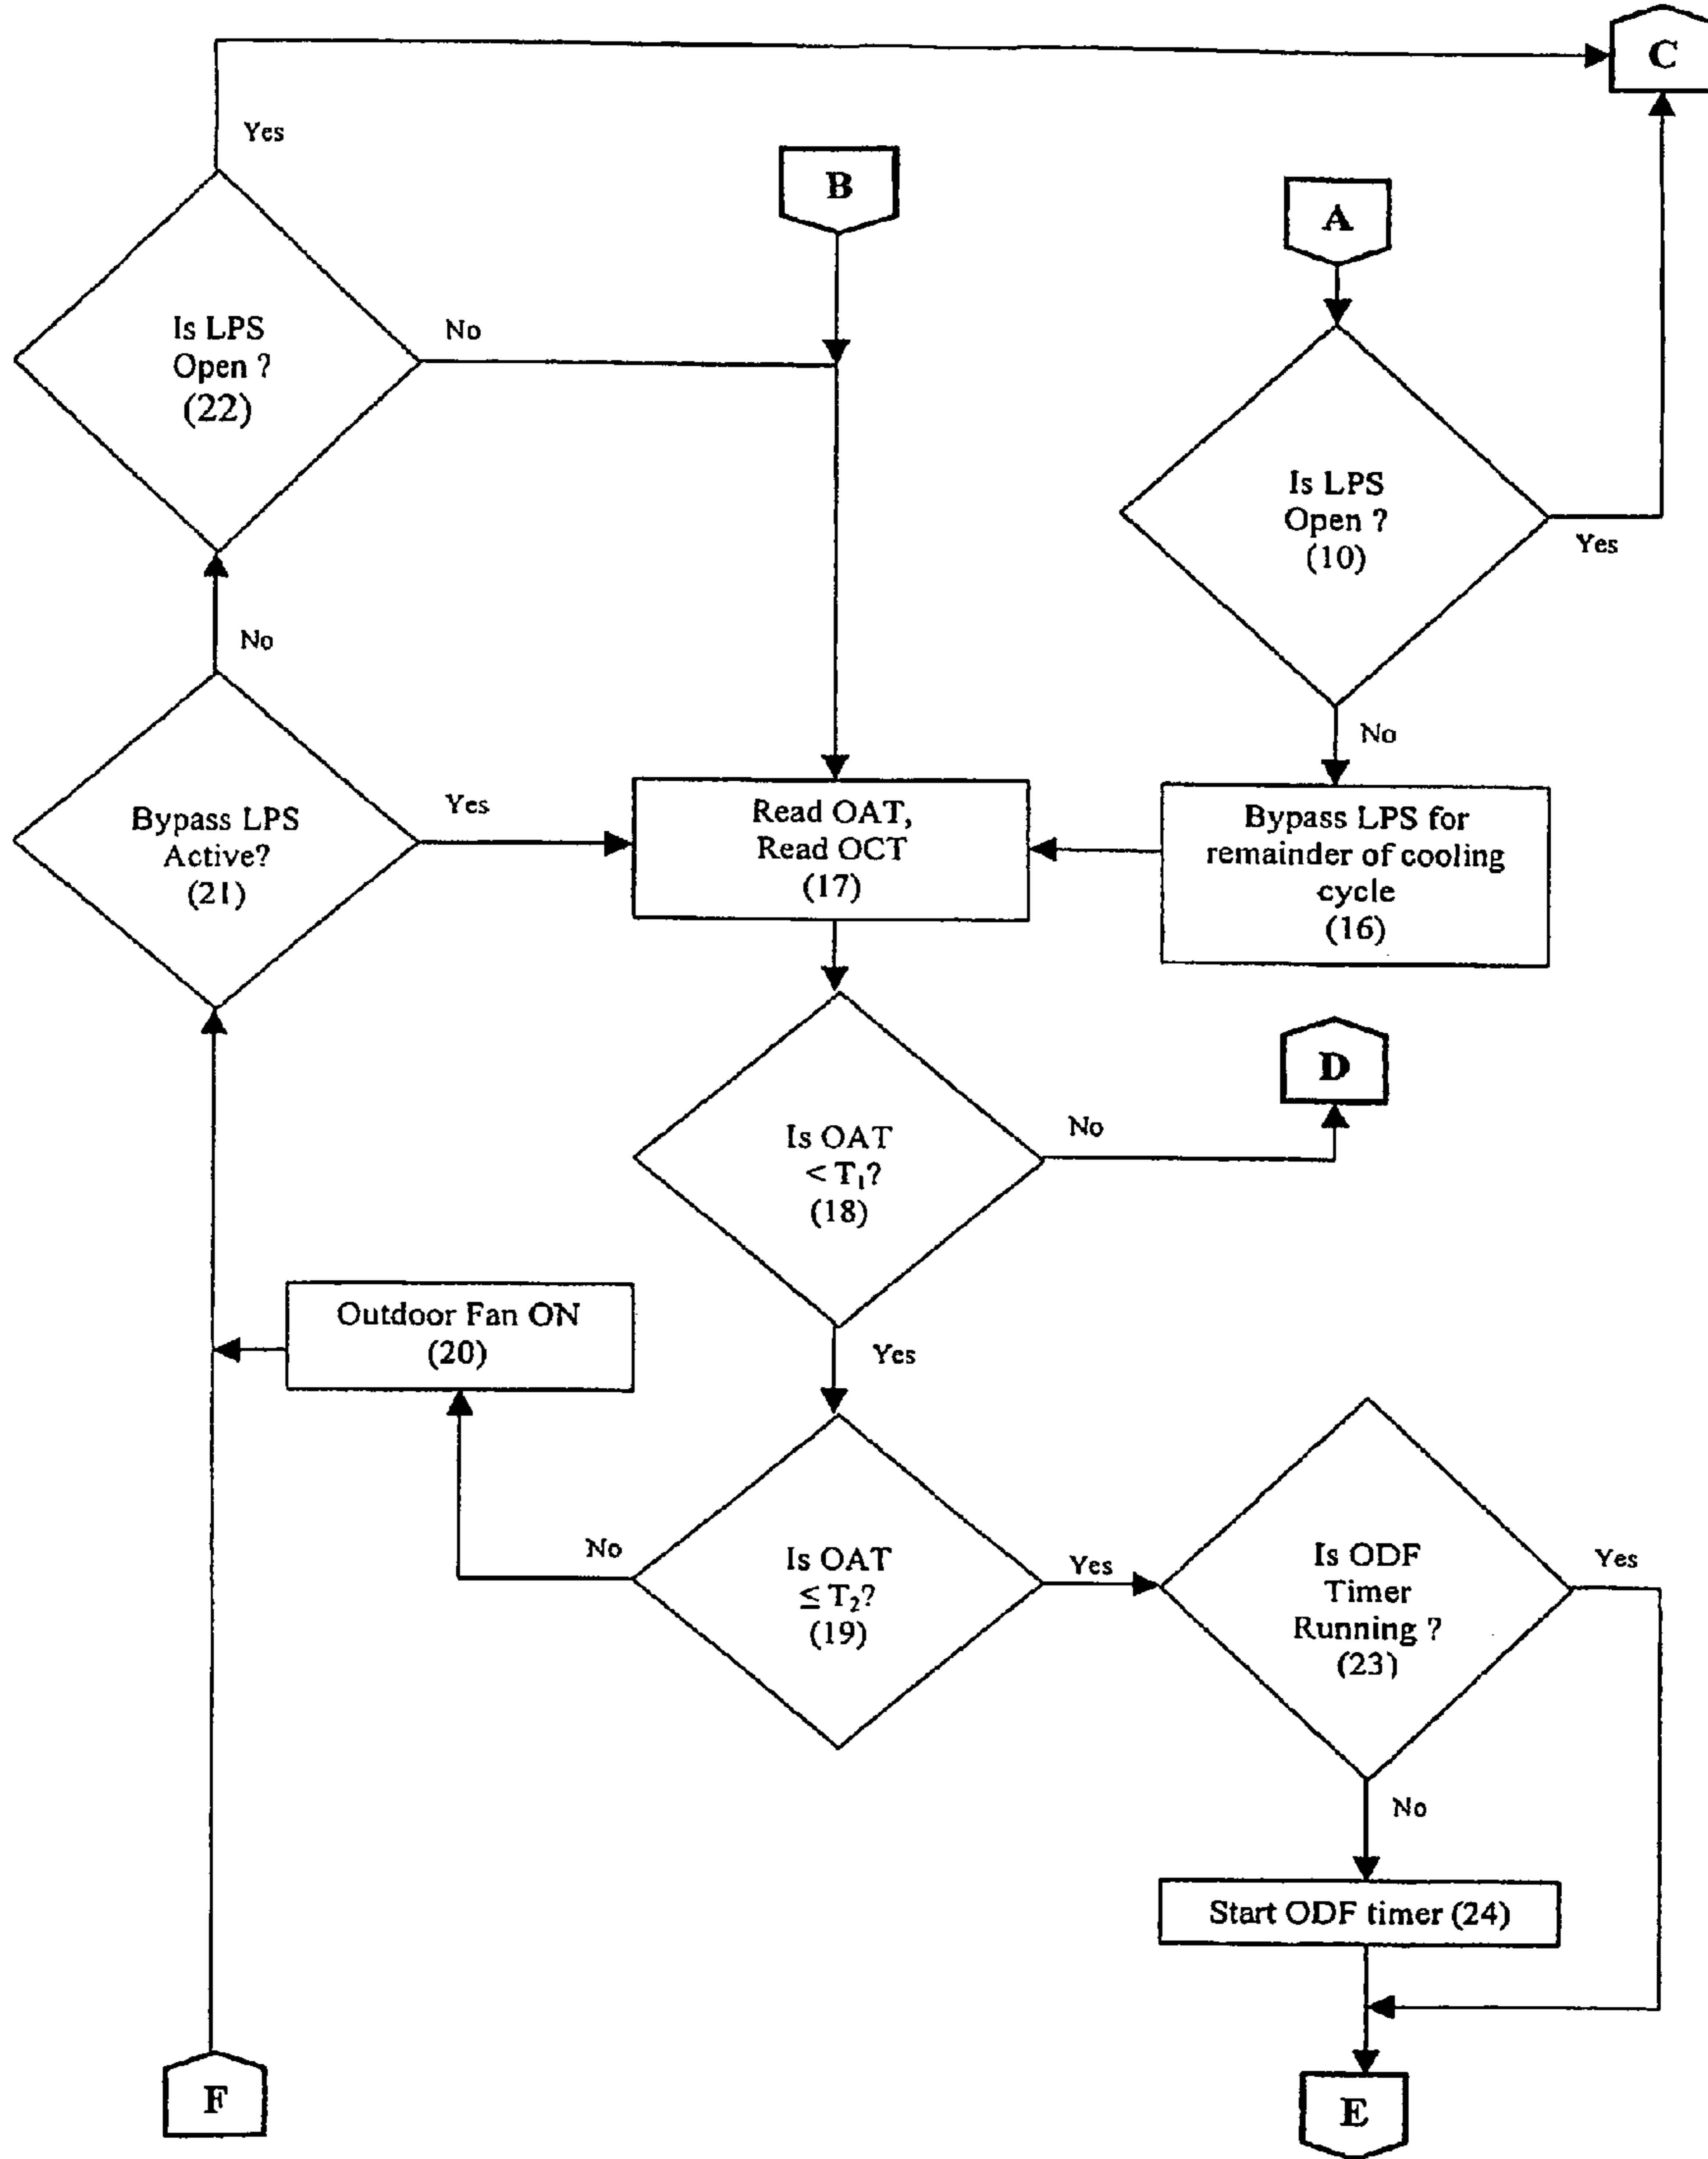 C
Yes
B
A
Is LPS
Open ?
(22)
No
Is LPS
Open ?
(10)
Yes
No
No
Bypass LPS
Active?
(21)
Yes
Read OAT,
Read OCT
(17)
Bypass LPS for
remainder of cooling
cycle
(16)
D
Is OAT
< T₁?
(18)
No
Yes
Outdoor Fan ON
(20)
No
Is OAT
≤ T₂?
(19)
Yes
Is ODF
Timer
Running ?
(23)
Yes
No
Start ODF timer (24)
F
E